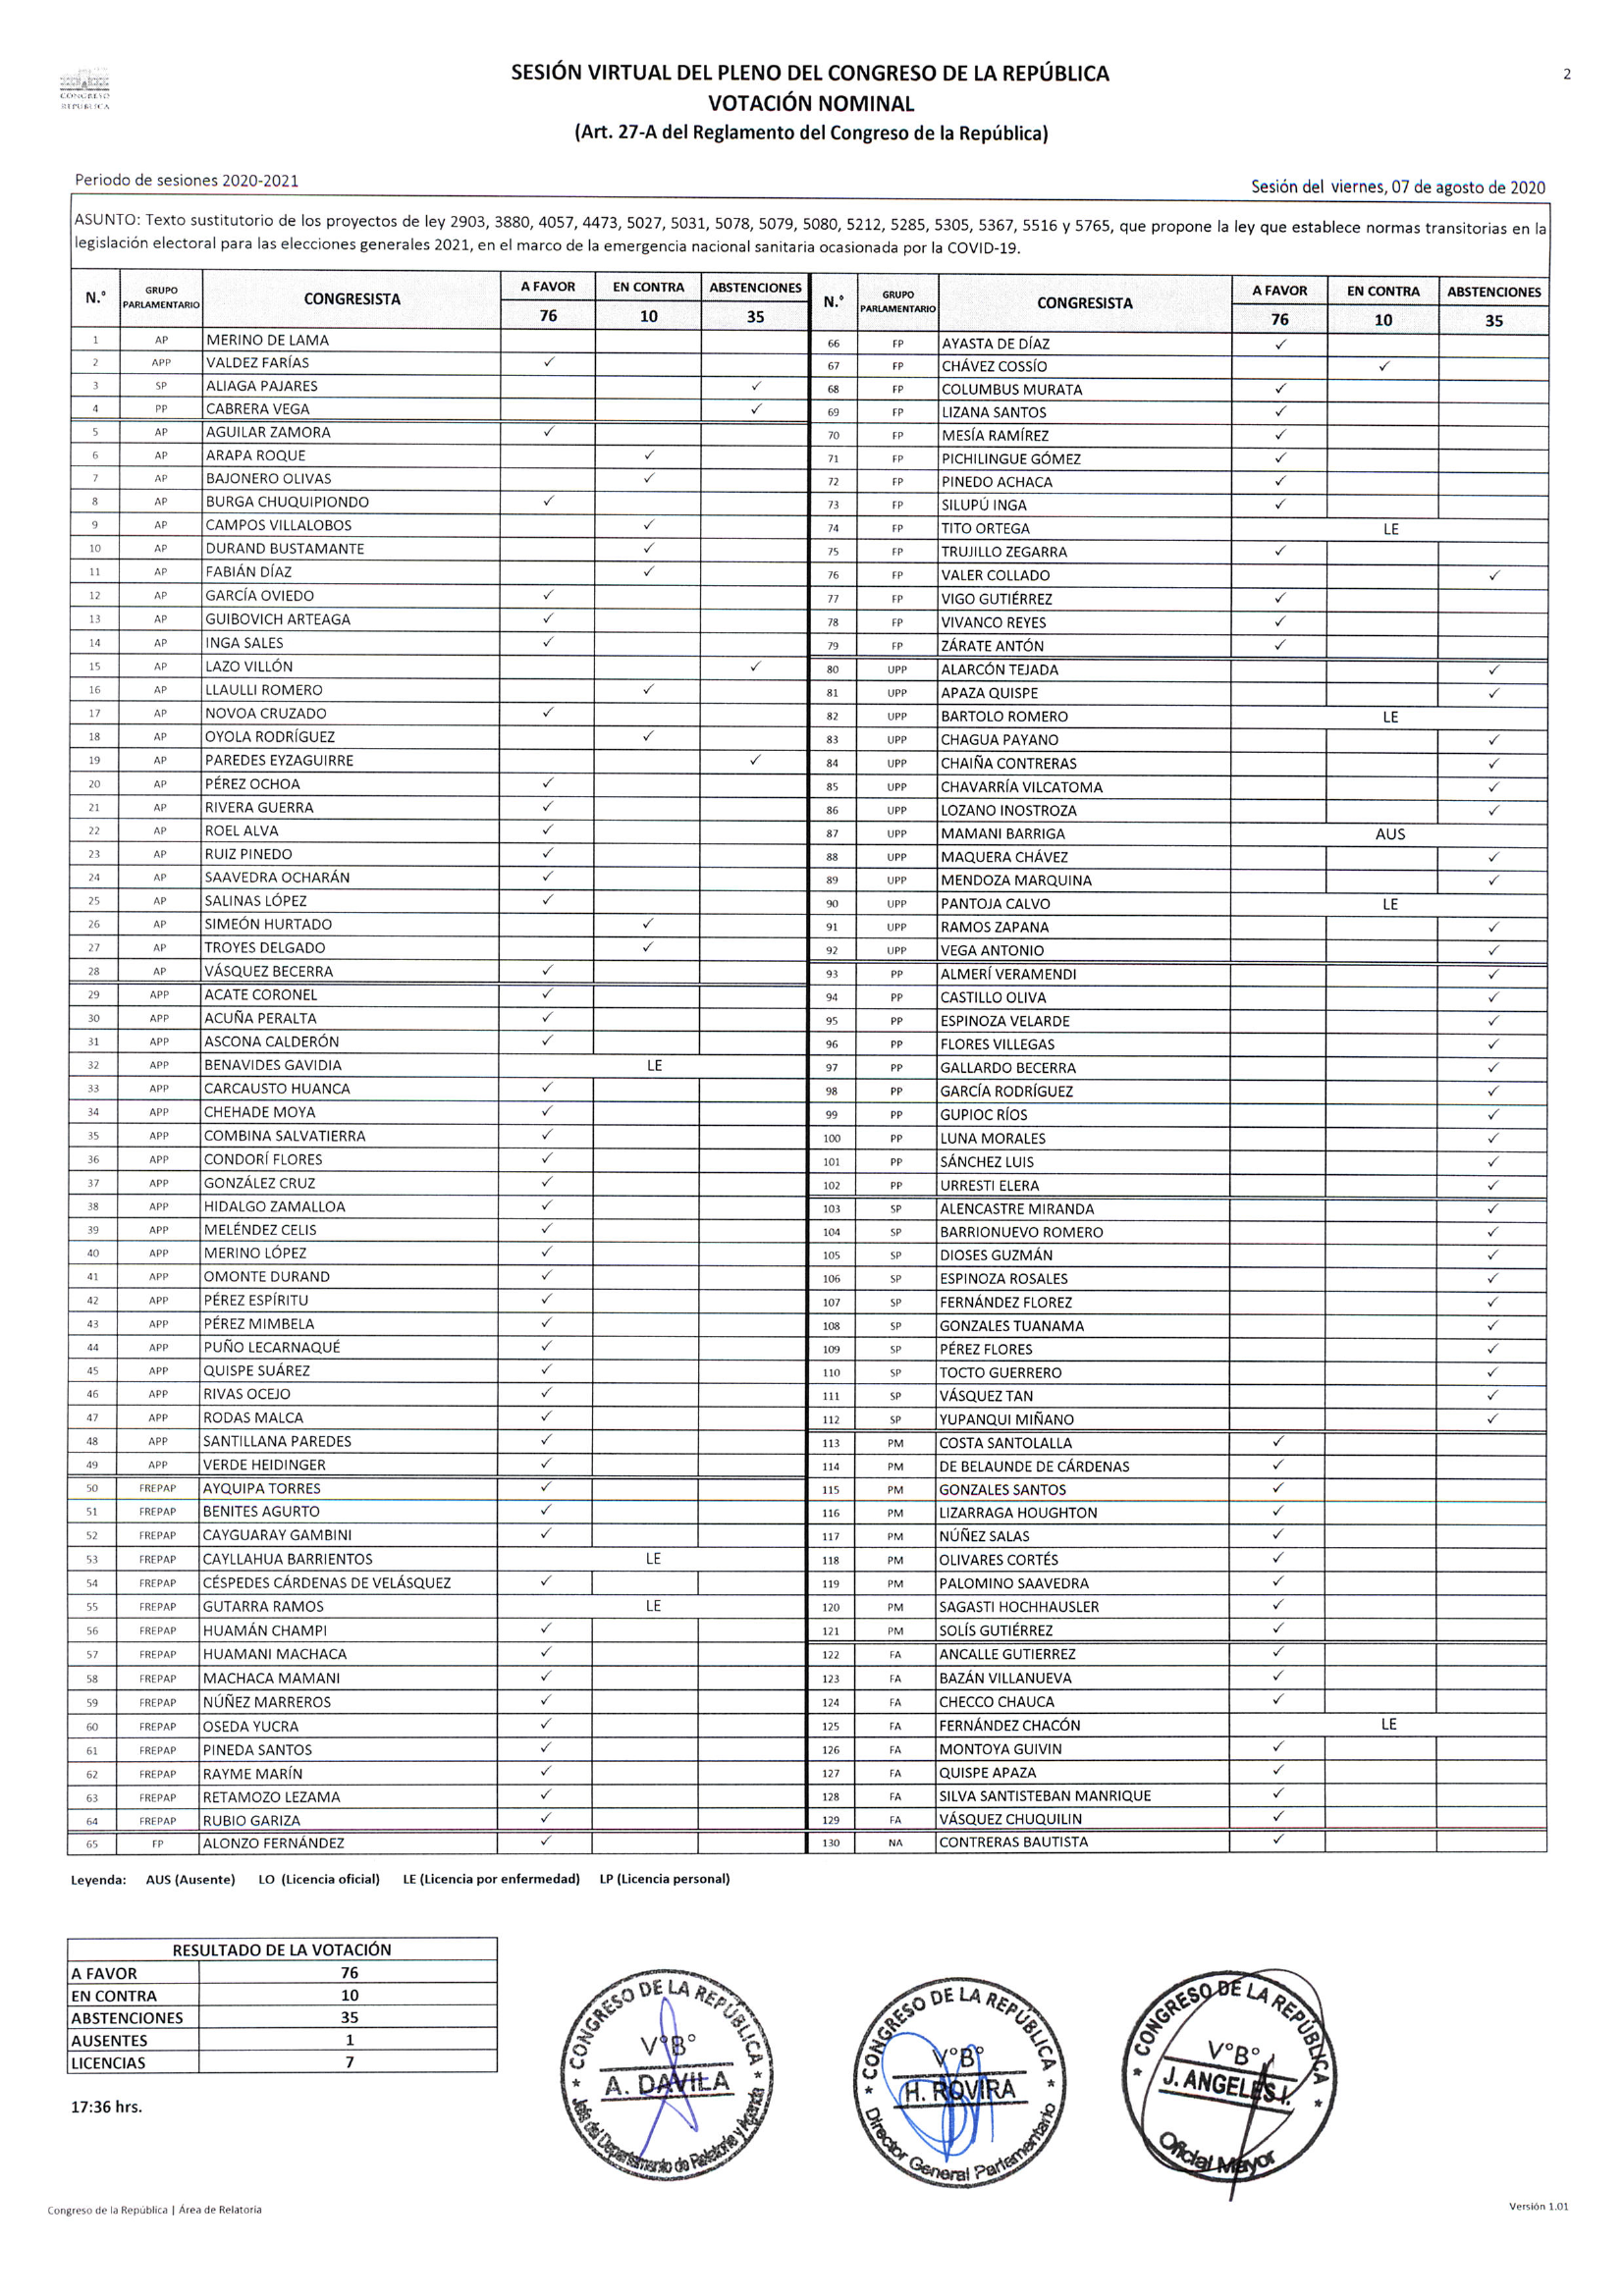 CONGRESO
REPÚBLICA
SESIÓN VIRTUAL DEL PLENO DEL CONGRESO DE LA REPÚBLICA
VOTACIÓN NOMINAL
(Art. 27-A del Reglamento del Congreso de la República)
2
Periodo de sesiones 2020-2021
Sesión del viernes, 07 de agosto de 2020
ASUNTO: Texto sustitutorio de los proyectos de ley 2903, 3880, 4057, 4473, 5027, 5031, 5078, 5079, 5080, 5212, 5285, 5305, 5367, 5516 y 5765, que propone la ley que establece normas transitorias en la
legislación electoral para las elecciones generales 2021, en el marco de la emergencia nacional sanitaria ocasionada por la COVID-19.
N.° GRUPO PARLAMENTARIO CONGRESISTA A FAVOR EN CONTRA ABSTENCIONES
76 10 35
1 AP MERINO DE LAMA
2 APP VALDEZ FARÍAS ✓
3 SP ALIAGA PAJARES ✓
4 PP CABRERA VEGA ✓
5 AP AGUILAR ZAMORA ✓
6 AP ARAPA ROQUE ✓
7 AP BAJONERO OLIVAS ✓
8 AP BURGA CHUQUIPIONDO ✓
9 AP CAMPOS VILLALOBOS ✓
10 AP DURAND BUSTAMANTE ✓
11 AP FABIÁN DÍAZ ✓
12 AP GARCÍA OVIEDO ✓
13 AP GUIBOVICH ARTEAGA ✓
14 AP INGA SALES ✓
15 AP LAZO VILLÓN ✓
16 AP LLAULLI ROMERO ✓
17 AP NOVOA CRUZADO ✓
18 AP OYOLA RODRÍGUEZ ✓
19 AP PAREDES EYZAGUIRRE ✓
20 AP PÉREZ OCHOA ✓
21 AP RIVERA GUERRA ✓
22 AP ROEL ALVA ✓
23 AP RUIZ PINEDO ✓
24 AP SAAVEDRA OCHARÁN ✓
25 AP SALINAS LÓPEZ ✓
26 AP SIMEÓN HURTADO ✓
27 AP TROYES DELGADO ✓
28 AP VÁSQUEZ BECERRA ✓
29 APP ACATE CORONEL ✓
30 APP ACUÑA PERALTA ✓
31 APP ASCONA CALDERÓN ✓
32 APP BENAVIDES GAVIDIA LE
33 APP CARCAUSTO HUANCA ✓
34 APP CHEHADE MOYA ✓
35 APP COMBINA SALVATIERRA ✓
36 APP CONDORÍ FLORES ✓
37 APP GONZÁLEZ CRUZ ✓
38 APP HIDALGO ZAMALLOA ✓
39 APP MELÉNDEZ CELIS ✓
40 APP MERINO LÓPEZ ✓
41 APP OMONTE DURAND ✓
42 APP PÉREZ ESPÍRITU ✓
43 APP PÉREZ MIMBELA ✓
44 APP PUÑO LECARNAQUÉ ✓
45 APP QUISPE SUÁREZ ✓
46 APP RIVAS OCEJO ✓
47 APP RODAS MALCA ✓
48 APP SANTILLANA PAREDES ✓
49 APP VERDE HEIDINGER ✓
50 FREPAP AYQUIPA TORRES ✓
51 FREPAP BENITES AGURTO ✓
52 FREPAP CAYGUARAY GAMBINI ✓
53 FREPAP CAYLLAHUA BARRIENTOS LE
54 FREPAP CÉSPEDES CÁRDENAS DE VELÁSQUEZ ✓
55 FREPAP GUTARRA RAMOS LE
56 FREPAP HUAMÁN CHAMPI ✓
57 FREPAP HUAMANI MACHACA ✓
58 FREPAP MACHACA MAMANI ✓
59 FREPAP NÚÑEZ MARREROS ✓
60 FREPAP OSEDA YUCRA ✓
61 FREPAP PINEDA SANTOS ✓
62 FREPAP RAYME MARÍN ✓
63 FREPAP RETAMOZO LEZAMA ✓
64 FREPAP RUBIO GARIZA ✓
65 FP ALONZO FERNÁNDEZ ✓
N.° GRUPO PARLAMENTARIO CONGRESISTA A FAVOR EN CONTRA ABSTENCIONES
76 10 35
66 FP AYASTA DE DÍAZ ✓
67 FP CHÁVEZ COSSÍO ✓
68 FP COLUMBUS MURATA ✓
69 FP LIZANA SANTOS ✓
70 FP MESÍA RAMÍREZ ✓
71 FP PICHILINGUE GÓMEZ ✓
72 FP PINEDO ACHACA ✓
73 FP SILUPÚ INGA ✓
74 FP TITO ORTEGA LE
75 FP TRUJILLO ZEGARRA ✓
76 FP VALER COLLADO ✓
77 FP VIGO GUTIÉRREZ ✓
78 FP VIVANCO REYES ✓
79 FP ZÁRATE ANTÓN ✓
80 UPP ALARCÓN TEJADA ✓
81 UPP APAZA QUISPE ✓
82 UPP BARTOLO ROMERO LE
83 UPP CHAGUA PAYANO ✓
84 UPP CHAIÑA CONTRERAS ✓
85 UPP CHAVARRÍA VILCATOMA ✓
86 UPP LOZANO INOSTROZA ✓
87 UPP MAMANI BARRIGA AUS
88 UPP MAQUERA CHÁVEZ ✓
89 UPP MENDOZA MARQUINA ✓
90 UPP PANTOJA CALVO LE
91 UPP RAMOS ZAPANA ✓
92 UPP VEGA ANTONIO ✓
93 PP ALMERÍ VERAMENDI ✓
94 PP CASTILLO OLIVA ✓
95 PP ESPINOZA VELARDE ✓
96 PP FLORES VILLEGAS ✓
97 PP GALLARDO BECERRA ✓
98 PP GARCÍA RODRÍGUEZ ✓
99 PP GUPIOC RÍOS ✓
100 PP LUNA MORALES ✓
101 PP SÁNCHEZ LUIS ✓
102 PP URRESTI ELERA ✓
103 SP ALENCASTRE MIRANDA ✓
104 SP BARRIONUEVO ROMERO ✓
105 SP DIOSES GUZMÁN ✓
106 SP ESPINOZA ROSALES ✓
107 SP FERNÁNDEZ FLOREZ ✓
108 SP GONZALES TUANAMA ✓
109 SP PÉREZ FLORES ✓
110 SP TOCTO GUERRERO ✓
111 SP VÁSQUEZ TAN ✓
112 SP YUPANQUI MIÑANO ✓
113 PM COSTA SANTOLALLA ✓
114 PM DE BELAUNDE DE CÁRDENAS ✓
115 PM GONZALES SANTOS ✓
116 PM LIZARRAGA HOUGHTON ✓
117 PM NÚÑEZ SALAS ✓
118 PM OLIVARES CORTÉS ✓
119 PM PALOMINO SAAVEDRA ✓
120 PM SAGASTI HOCHHAUSLER ✓
121 PM SOLÍS GUTIÉRREZ ✓
122 FA ANCALLE GUTIERREZ ✓
123 FA BAZÁN VILLANUEVA ✓
124 FA CHECCO CHAUCA ✓
125 FA FERNÁNDEZ CHACÓN LE
126 FA MONTOYA GUIVIN ✓
127 FA QUISPE APAZA ✓
128 FA SILVA SANTISTEBAN MANRIQUE ✓
129 FA VÁSQUEZ CHUQUILIN ✓
130 NA CONTRERAS BAUTISTA ✓
Leyenda: AUS (Ausente) LO (Licencia oficial) LE (Licencia por enfermedad) LP (Licencia personal)
RESULTADO DE LA VOTACIÓN
A FAVOR 76
EN CONTRA 10
ABSTENCIONES 35
AUSENTES 1
LICENCIAS 7
17:36 hrs.
* CONGRESO DE LA REPÚBLICA *
V°B°
A. DAVILA
Jefe del Departamento de Relatoría y Agenda
* CONGRESO DE LA REPÚBLICA *
V°B°
H. ROVIRA
Director General Parlamentario
* CONGRESO DE LA REPÚBLICA *
V°B°
J. ANGELES I.
Oficial Mayor
Congreso de la República | Área de Relatoría
Versión 1.01